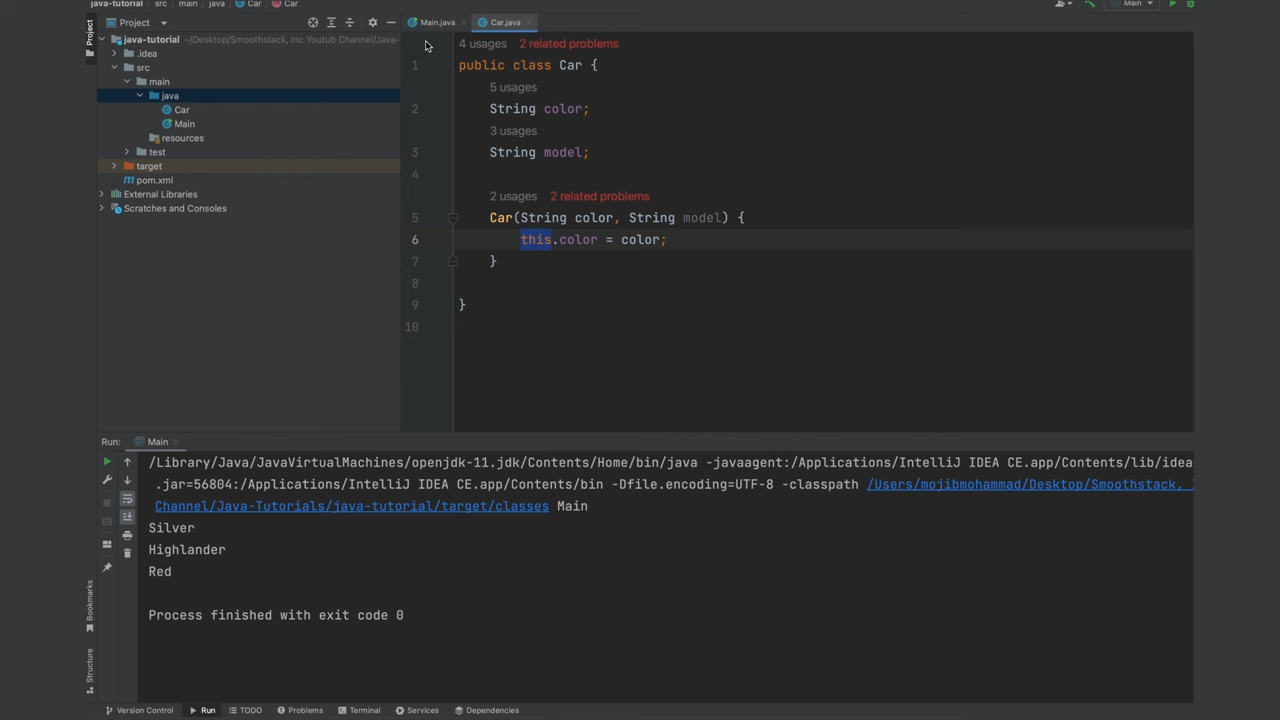 java-tutorial › src › main › java › Car › Car
Main
Project
Main.java
Car.java
Project
java-tutorial ~/Desktop/Smoothstack, Inc Youtub Channel/Java-
.idea
src
main
java
Car
Main
resources
test
target
pom.xml
External Libraries
Scratches and Consoles
4 usages 2 related problems
1 public class Car {
5 usages
2 String color;
3 usages
3 String model;
4
2 usages 2 related problems
5 Car(String color, String model) {
6 this.color = color;
7 }
8
9 }
10
Run: Main
/Library/Java/JavaVirtualMachines/openjdk-11.jdk/Contents/Home/bin/java -javaagent:/Applications/IntelliJ IDEA CE.app/Contents/lib/idea
.jar=56804:/Applications/IntelliJ IDEA CE.app/Contents/bin -Dfile.encoding=UTF-8 -classpath /Users/mojibmohammad/Desktop/Smoothstack,
Channel/Java-Tutorials/java-tutorial/target/classes Main
Silver
Highlander
Red
Process finished with exit code 0
Bookmarks
Structure
Version Control Run TODO Problems Terminal Services Dependencies